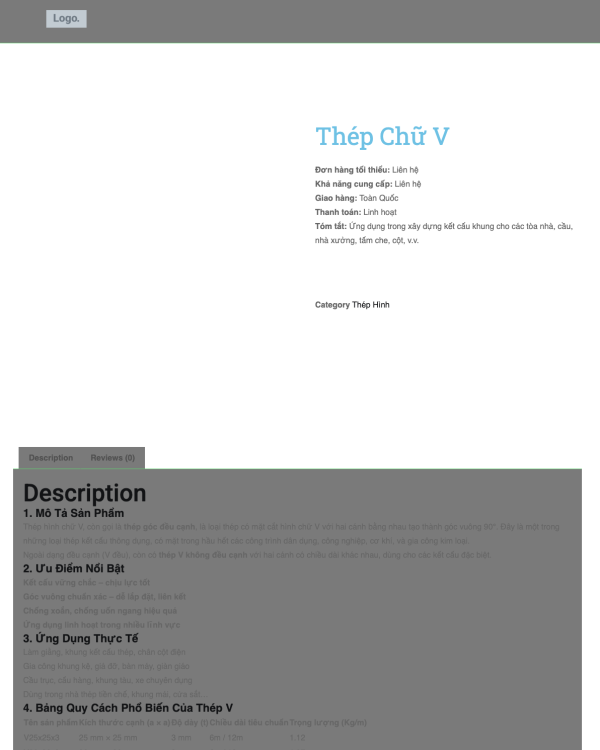 Logo.
Thép Chữ V
Đơn hàng tối thiểu: Liên hệ
Khả năng cung cấp: Liên hệ
Giao hàng: Toàn Quốc
Thanh toán: Linh hoạt
Tóm tắt: Ứng dụng trong xây dựng kết cấu khung cho các tòa nhà, cầu,
nhà xưởng, tấm che, cột, v.v.
Category Thép Hình
Description Reviews (0)
Description
1. Mô Tả Sản Phẩm
Thép hình chữ V, còn gọi là thép góc đều cạnh, là loại thép có mặt cắt hình chữ V với hai cánh bằng nhau tạo thành góc vuông 90°. Đây là một trong
những loại thép kết cấu thông dụng, có mặt trong hầu hết các công trình dân dụng, công nghiệp, cơ khí, và gia công kim loại.
Ngoài dạng đều cạnh (V đều), còn có thép V không đều cạnh với hai cánh có chiều dài khác nhau, dùng cho các kết cấu đặc biệt.
2. Ưu Điểm Nổi Bật
Kết cấu vững chắc – chịu lực tốt
Góc vuông chuẩn xác – dễ lắp đặt, liên kết
Chống xoắn, chống uốn ngang hiệu quả
Ứng dụng linh hoạt trong nhiều lĩnh vực
3. Ứng Dụng Thực Tế
Làm giằng, khung kết cấu thép, chân cột điện
Gia công khung kệ, giá đỡ, bàn máy, giàn giáo
Cầu trục, cẩu hàng, khung tàu, xe chuyên dụng
Dùng trong nhà thép tiền chế, khung mái, cửa sắt…
4. Bảng Quy Cách Phổ Biến Của Thép V
Tên sản phẩm Kích thước cạnh (a x a) Độ dày (t) Chiều dài tiêu chuẩn Trọng lượng (Kg/m)
V25x25x3 25 mm x 25 mm 3 mm 6m / 12m 1.12